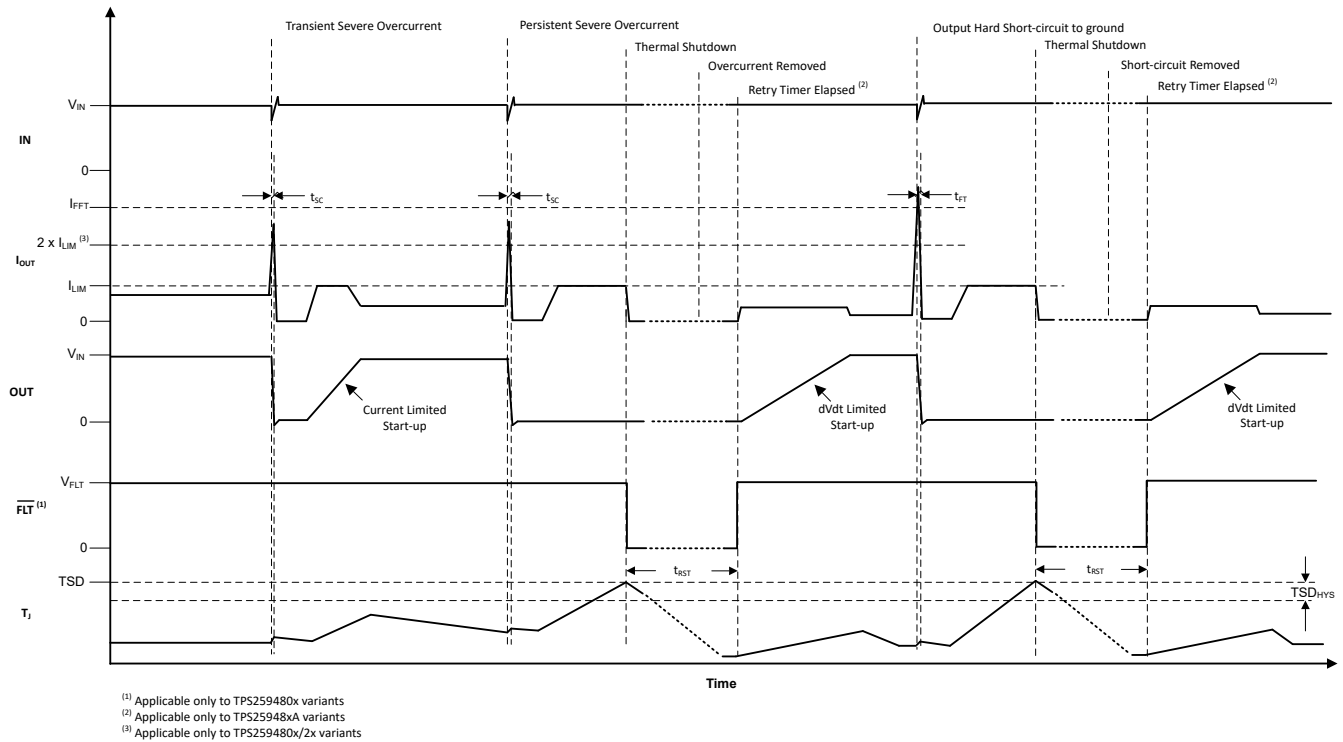 Transient Severe Overcurrent
Persistent Severe Overcurrent
Output Hard Short-circuit to ground
Thermal Shutdown
Thermal Shutdown
Overcurrent Removed
Short-circuit Removed
Retry Timer Elapsed (2)
Retry Timer Elapsed (2)
VIN
IN
0
tSC
tSC
tFT
IFFT
2 x ILIM (3)
IOUT
ILIM
0
VIN
OUT
Current Limited
Start-up
dVdt Limited
Start-up
dVdt Limited
Start-up
0
VFLT
FLT (1)
0
TSD
tRST
tRST
TSDHYS
TJ
Time
(1) Applicable only to TPS259480x variants
(2) Applicable only to TPS25948xA variants
(3) Applicable only to TPS259480x/2x variants